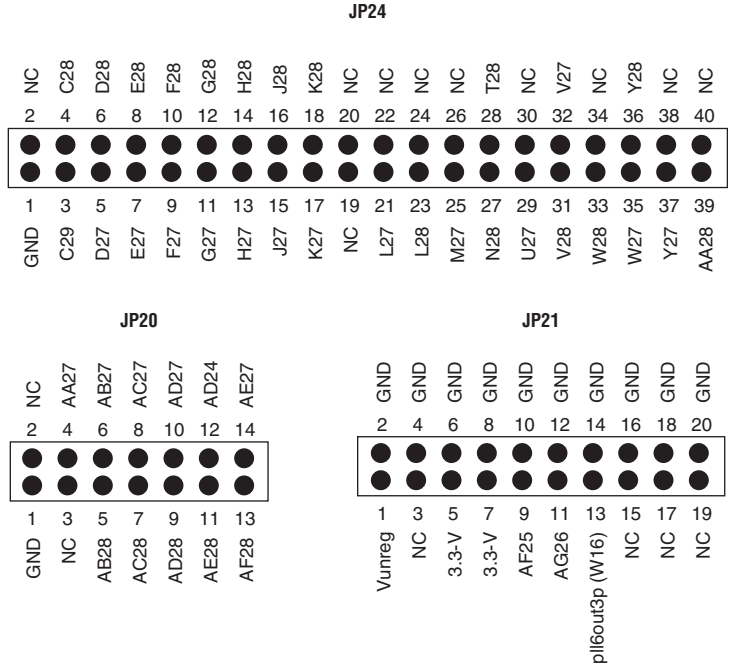 JP24
NC C28 D28 E28 F28 G28 H28 J28 K28 NC NC NC NC T28 NC V27 NC Y28 NC NC
2 4 6 8 10 12 14 16 18 20 22 24 26 28 30 32 34 36 38 40
1 3 5 7 9 11 13 15 17 19 21 23 25 27 29 31 33 35 37 39
GND C29 D27 E27 F27 G27 H27 J27 K27 NC L27 L28 M27 N28 U27 V28 W28 W27 Y27 AA28
JP20
NC AA27 AB27 AC27 AD27 AD24 AE27
2 4 6 8 10 12 14
1 3 5 7 9 11 13
GND NC AB28 AC28 AD28 AE28 AF28
JP21
GND GND GND GND GND GND GND GND GND GND
2 4 6 8 10 12 14 16 18 20
1 3 5 7 9 11 13 15 17 19
Vunreg NC 3.3-V 3.3-V AF25 AG26 pll6out3p (W16) NC NC NC